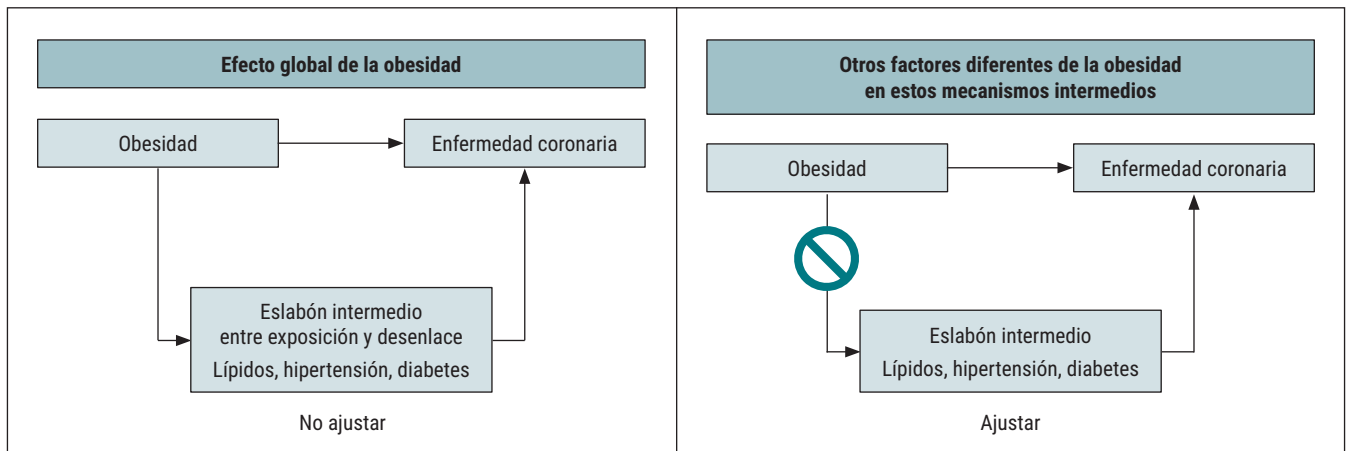 Efecto global de la obesidad
Obesidad
Enfermedad coronaria
Eslabón intermedio
entre exposición y desenlace
Lípidos, hipertensión, diabetes
No ajustar
Otros factores diferentes de la obesidad
en estos mecanismos intermedios
Obesidad
Enfermedad coronaria
Eslabón intermedio
Lípidos, hipertensión, diabetes
Ajustar